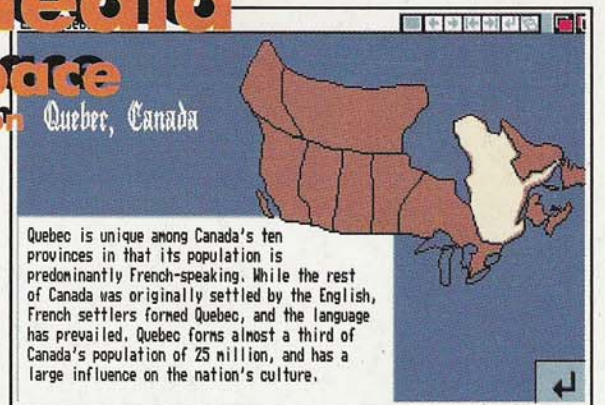 Quebec, Canada
Quebec is unique among Canada's ten
provinces in that its population is
predominantly French-speaking. While the rest
of Canada was originally settled by the English,
French settlers formed Quebec, and the language
has prevailed. Quebec forms almost a third of
Canada's population of 25 million, and has a
large influence on the nation's culture.